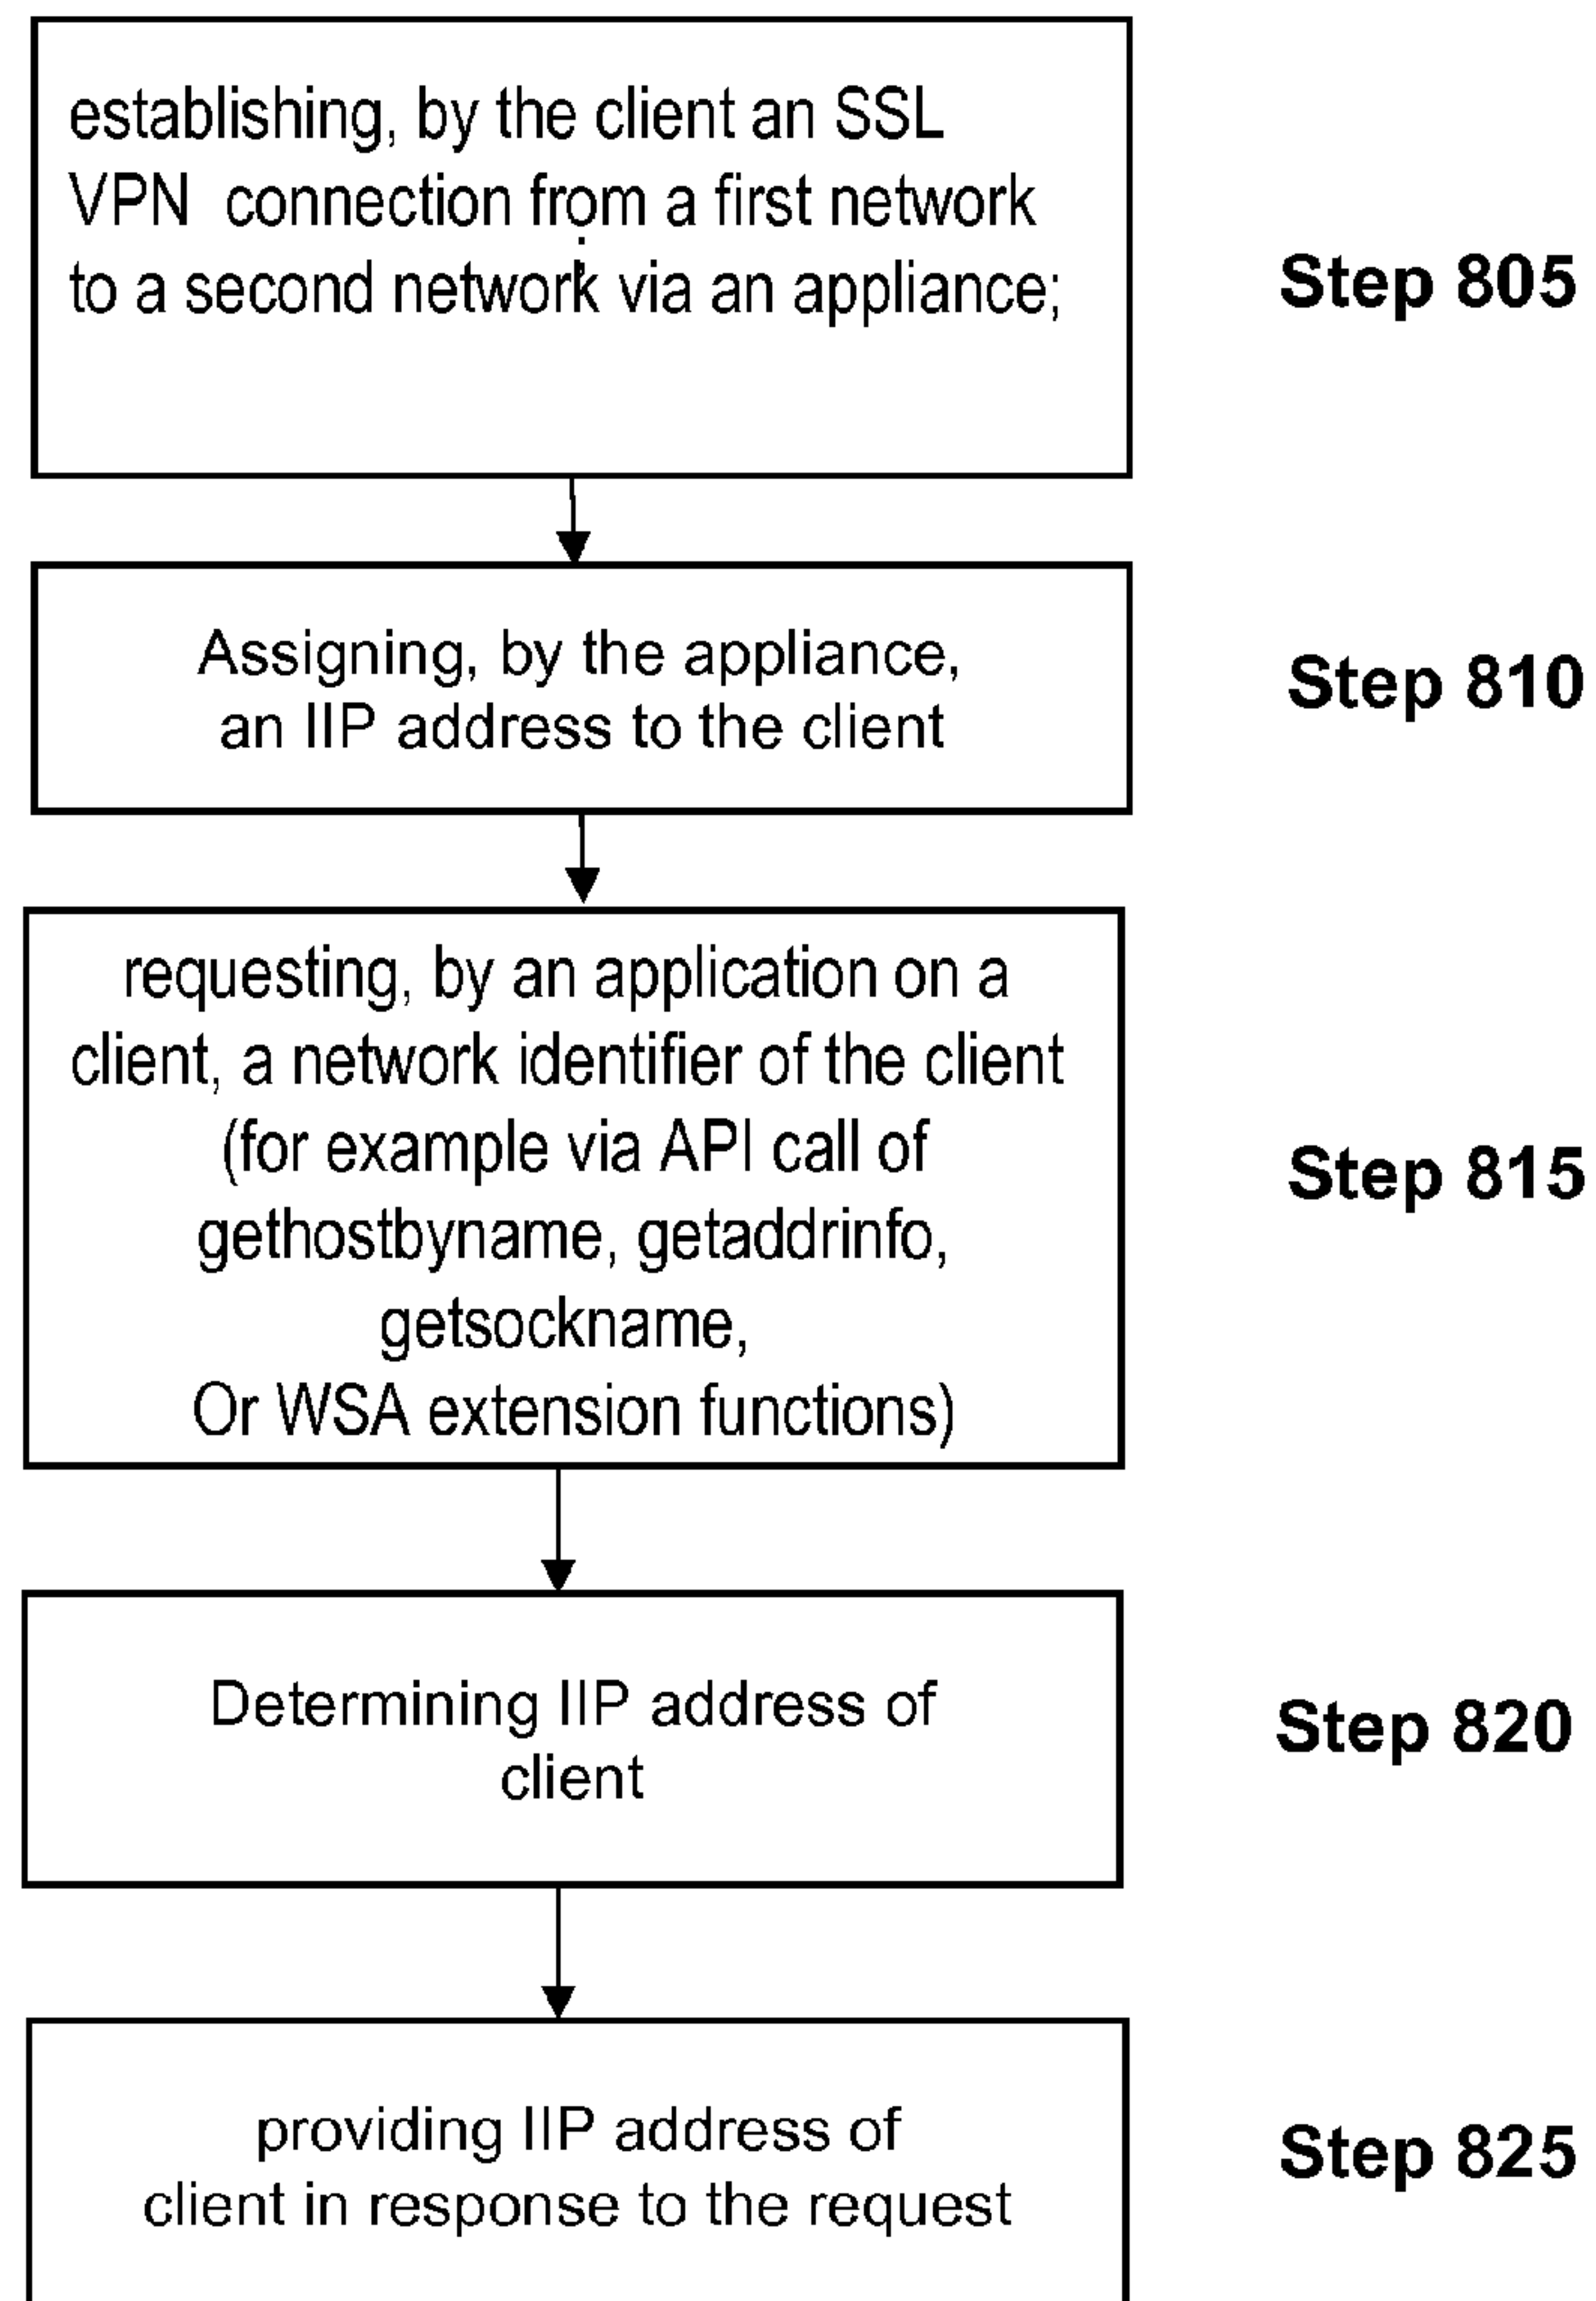 establishing, by the client an SSL
VPN connection from a first network
to a second network via an appliance;
Step 805
Assigning, by the appliance,
an IIP address to the client
Step 810
requesting, by an application on a
client, a network identifier of the client
(for example via API call of
gethostbyname, getaddrinfo,
getsockname,
Or WSA extension functions)
Step 815
Determining IIP address of
client
Step 820
providing IIP address of
client in response to the request
Step 825